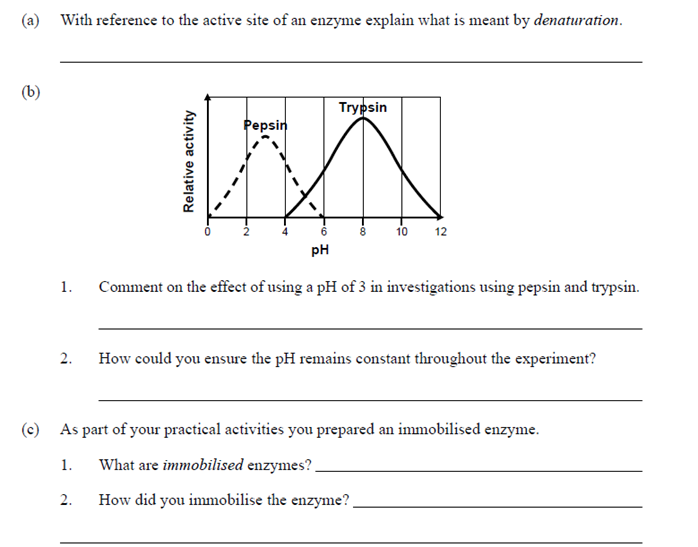 (a) With reference to the active site of an enzyme explain what is meant by denaturation.
(b)
Trypsin
Pepsin
Relative activity
0 2 4 6 8 10 12
pH
1. Comment on the effect of using a pH of 3 in investigations using pepsin and trypsin.
2. How could you ensure the pH remains constant throughout the experiment?
(c) As part of your practical activities you prepared an immobilised enzyme.
1. What are immobilised enzymes?
2. How did you immobilise the enzyme?